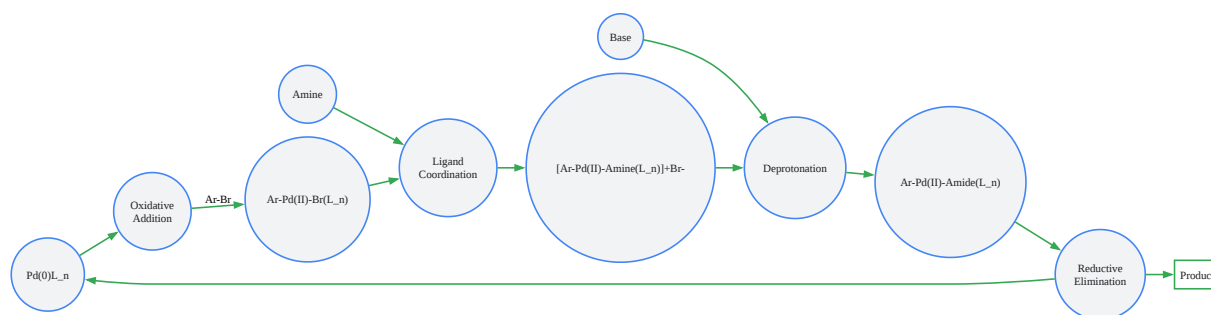 Base
Amine
Ligand
Coordination
[Ar-Pd(II)-Amine(L_n)]+Br-
Deprotonation
Ar-Pd(II)-Amide(L_n)
Oxidative
Addition
Ar-Br
Ar-Pd(II)-Br(L_n)
Pd(0)L_n
Reductive
Elimination
Produc